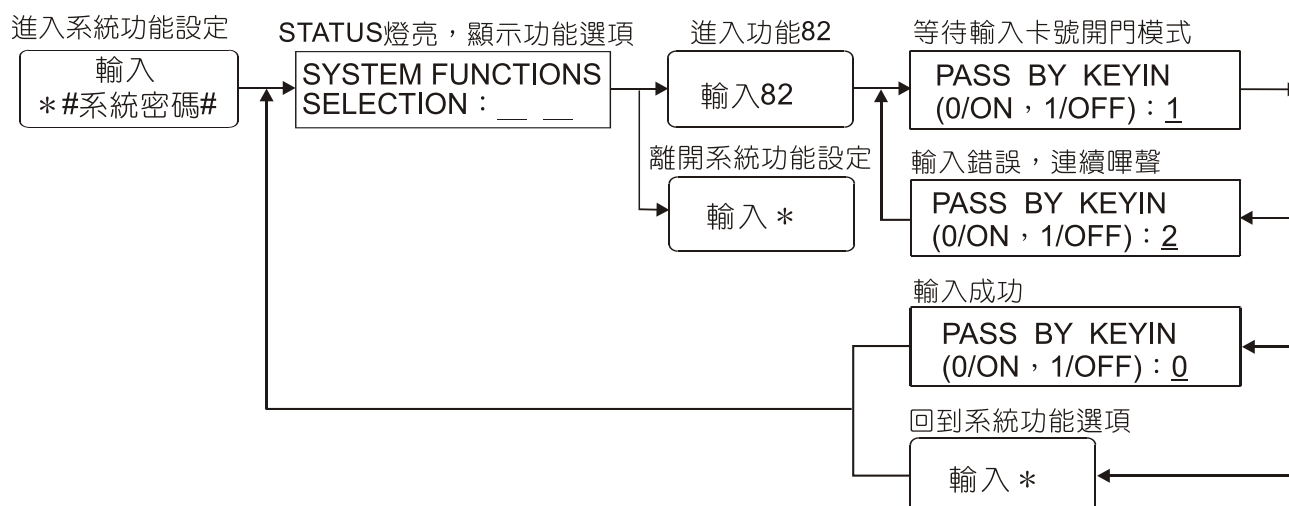 進入系統功能設定
輸入
*#系統密碼#
STATUS燈亮，顯示功能選項
SYSTEM FUNCTIONS
SELECTION：__ __
進入功能82
輸入82
離開系統功能設定
輸入*
等待輸入卡號開門模式
PASS BY KEYIN
(0/ON，1/OFF)：1
輸入錯誤，連續嗶聲
PASS BY KEYIN
(0/ON，1/OFF)：2
輸入成功
PASS BY KEYIN
(0/ON，1/OFF)：0
回到系統功能選項
輸入*